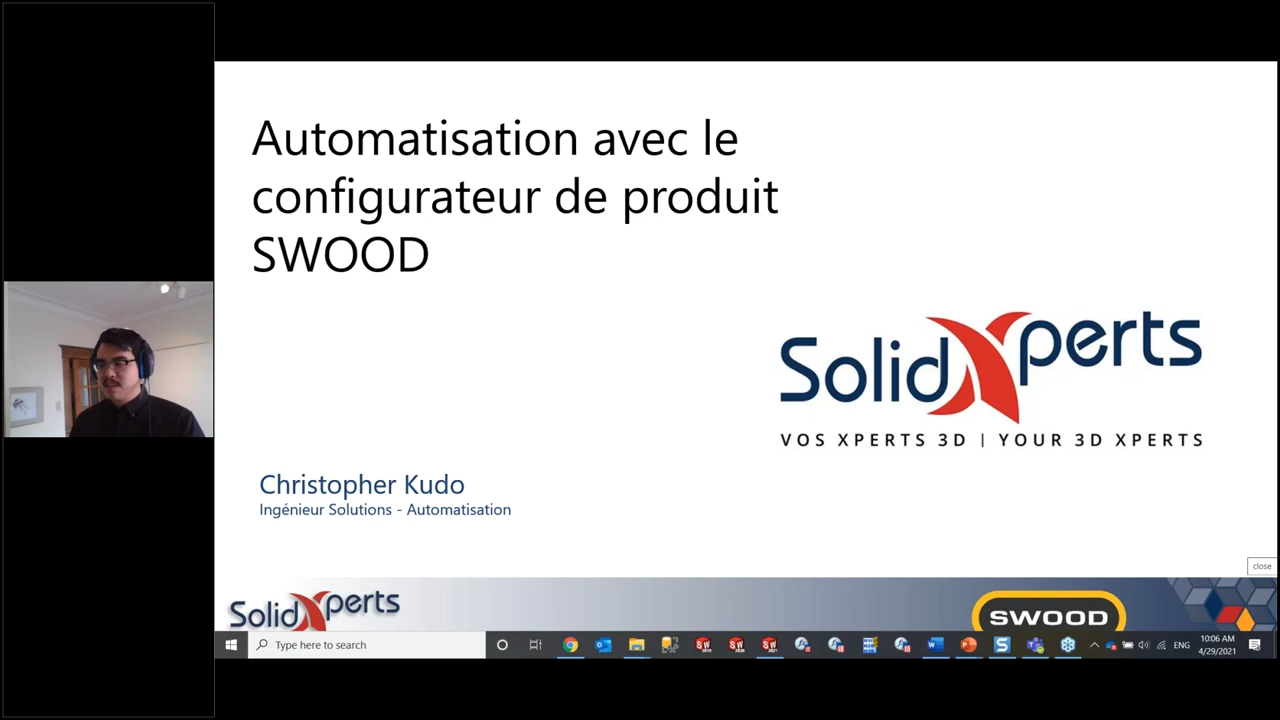 Automatisation avec le
configurateur de produit
SWOOD
SolidXperts
VOS XPERTS 3D | YOUR 3D XPERTS
Christopher Kudo
Ingénieur Solutions - Automatisation
close
SolidXperts
SWOOD
Type here to search
ENG
10:06 AM
4/29/2021